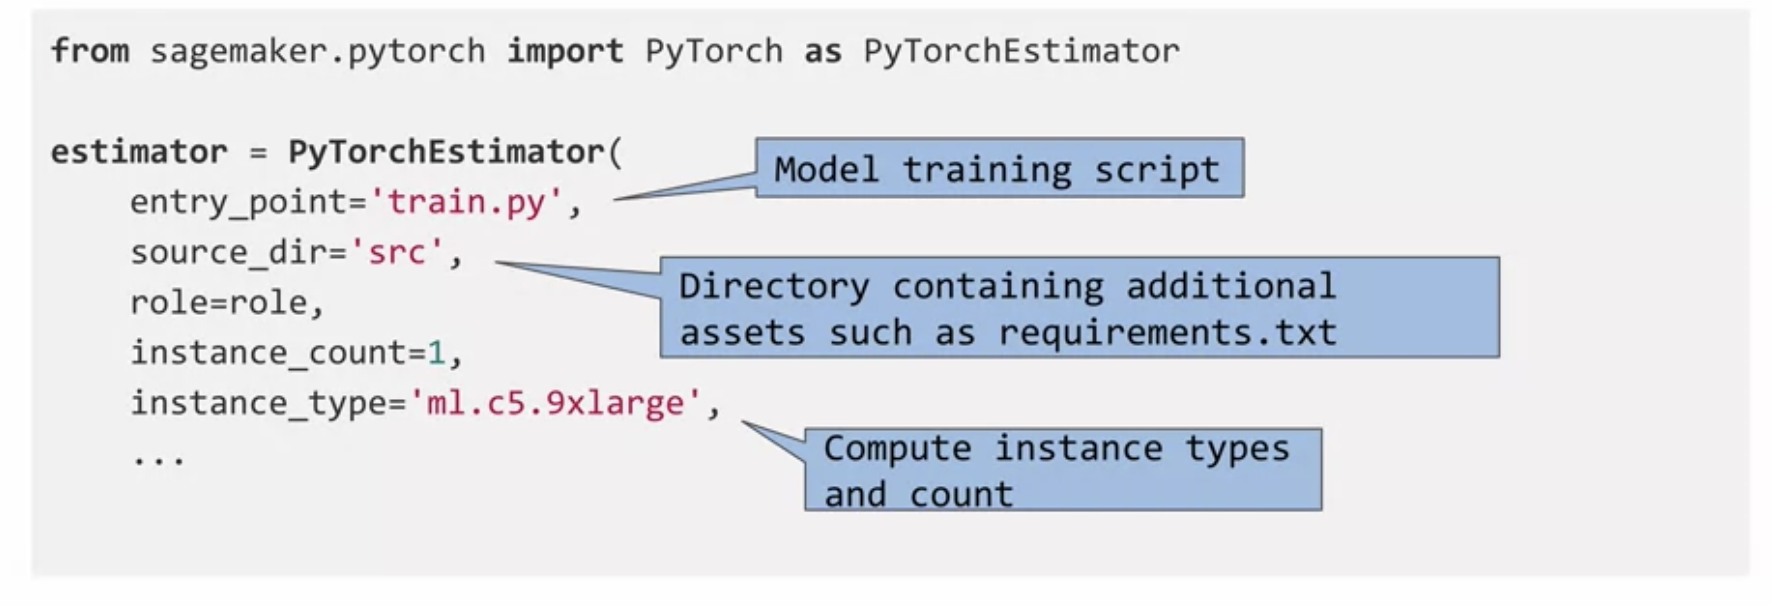 from sagemaker.pytorch import PyTorch as PyTorchEstimator
estimator = PyTorchEstimator(
entry_point='train.py',
Model training script
source_dir='src',
Directory containing additional
assets such as requirements.txt
role=role,
instance_count=1,
instance_type='ml.c5.9xlarge',
Compute instance types
and count
...